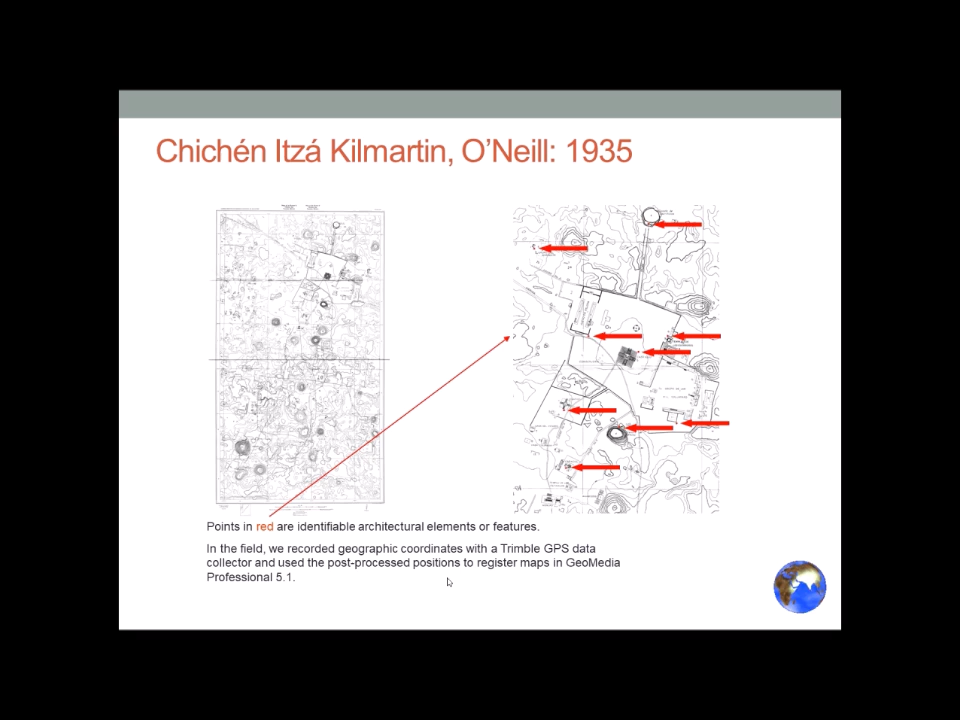 Chichén Itzá Kilmartin, O'Neill: 1935
Points in red are identifiable architectural elements or features.
In the field, we recorded geographic coordinates with a Trimble GPS data
collector and used the post-processed positions to register maps in GeoMedia
Professional 5.1.